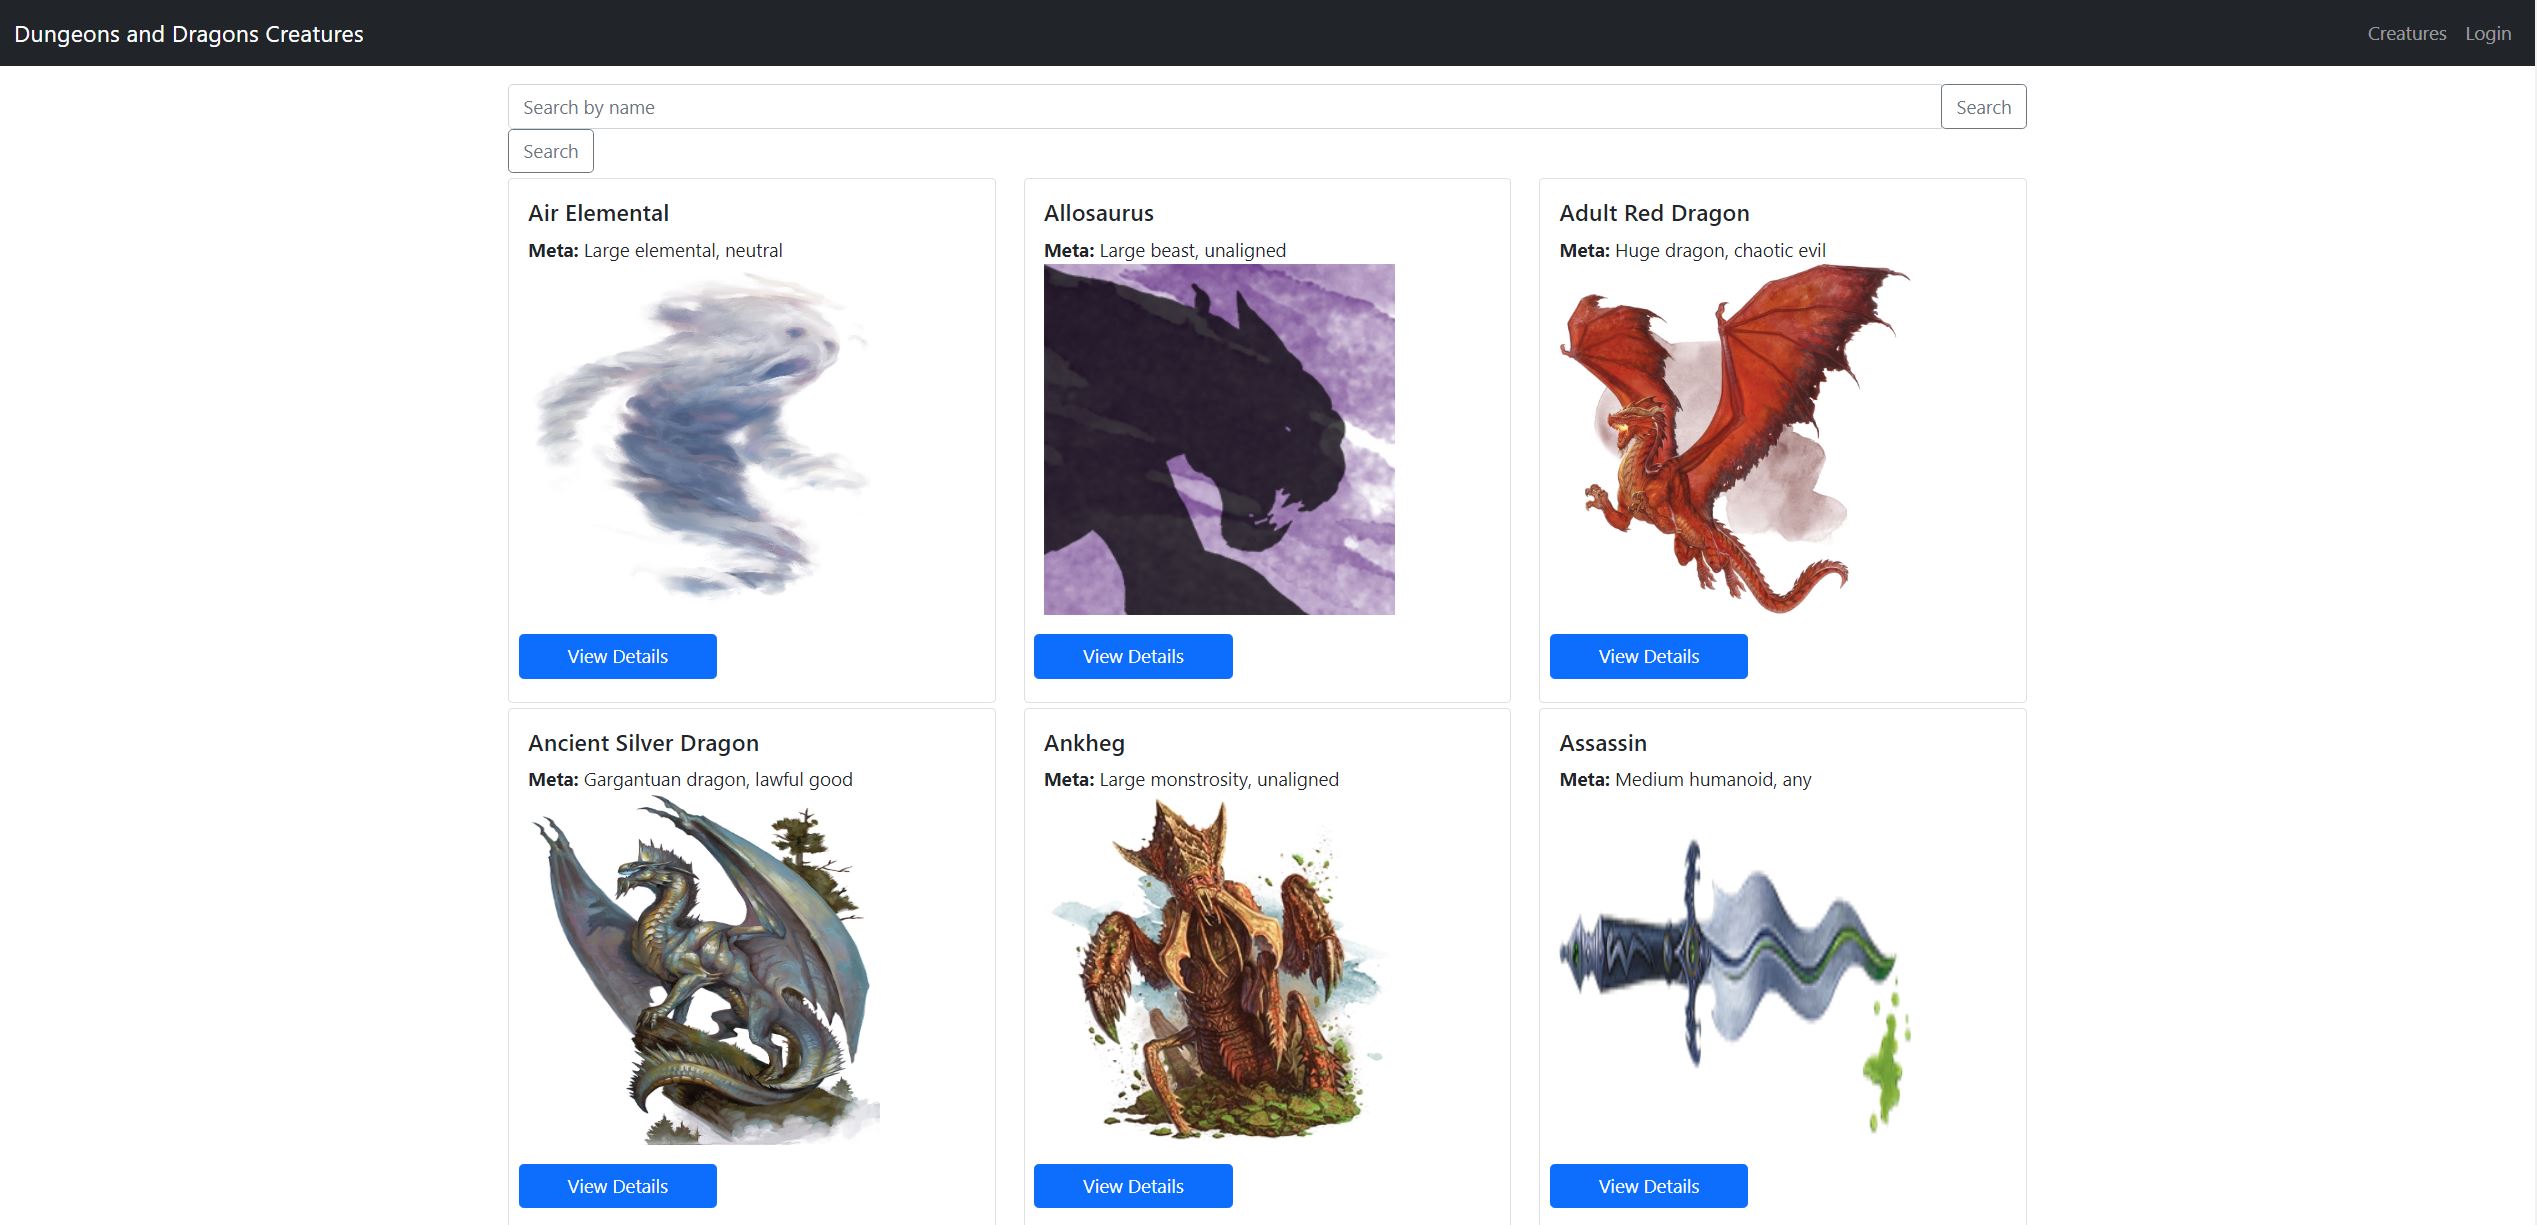 Dungeons and Dragons Creatures
Creatures Login
Search by name Search
Search
Air Elemental
Meta: Large elemental, neutral
View Details
Allosaurus
Meta: Large beast, unaligned
View Details
Adult Red Dragon
Meta: Huge dragon, chaotic evil
View Details
Ancient Silver Dragon
Meta: Gargantuan dragon, lawful good
View Details
Ankheg
Meta: Large monstrosity, unaligned
View Details
Assassin
Meta: Medium humanoid, any
View Details